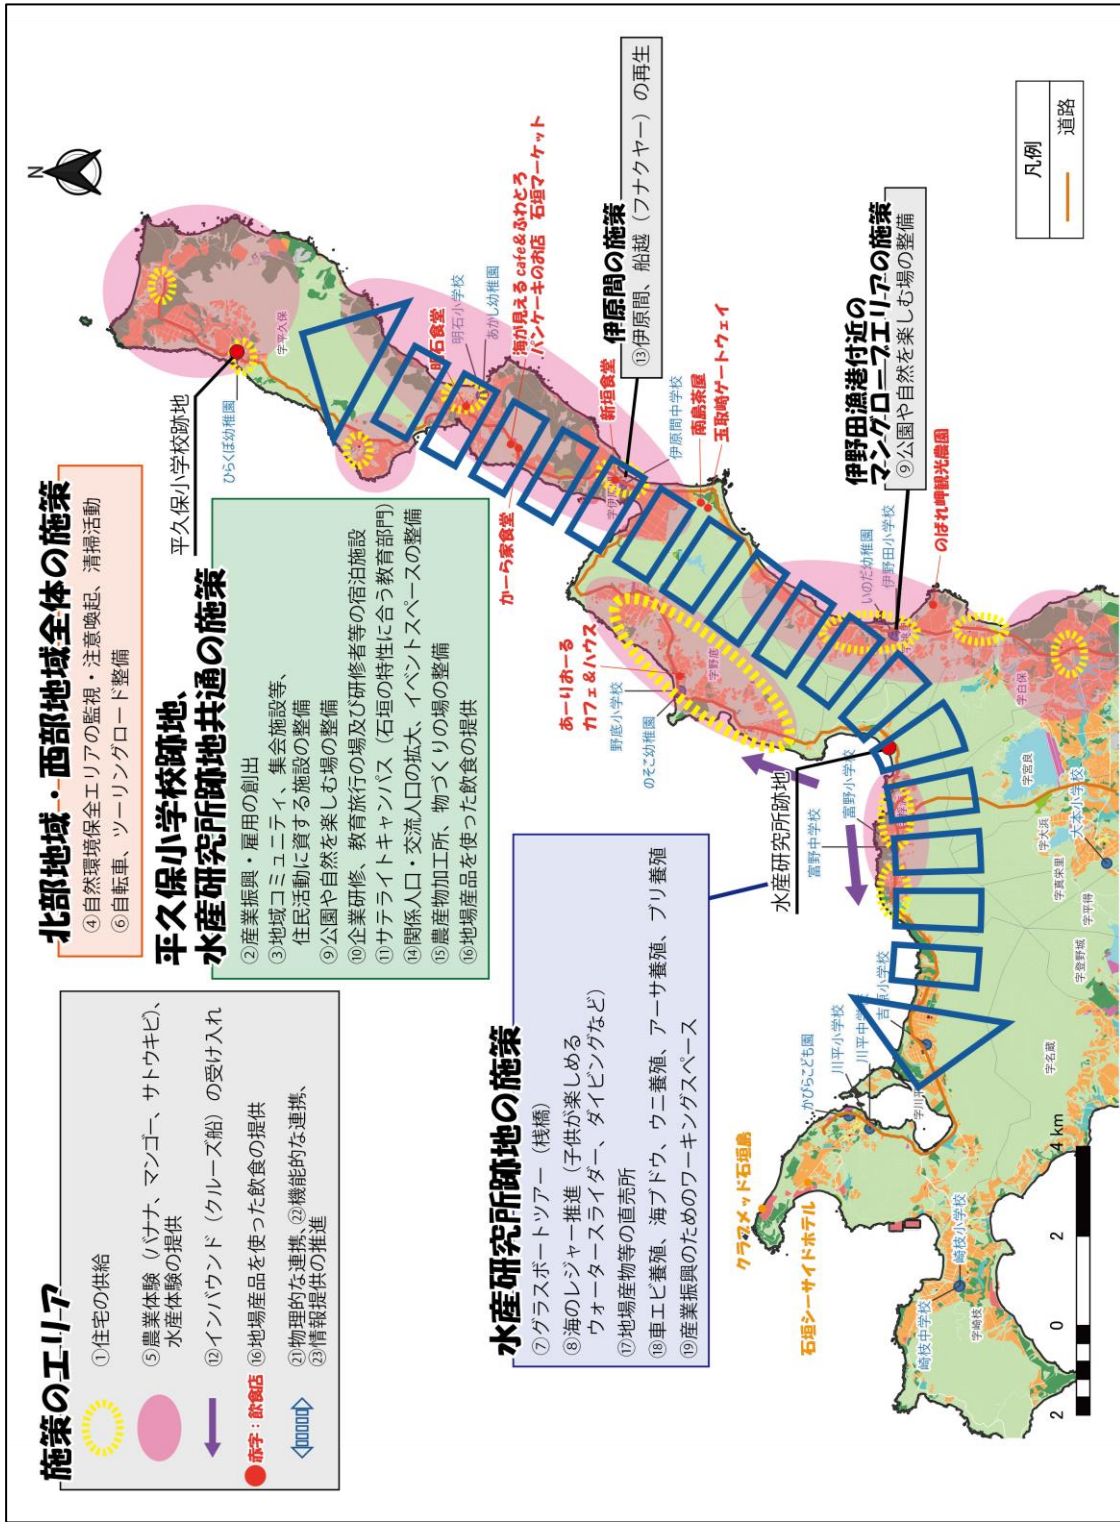 施策のエリア
①住宅の供給
⑤農業体験（バナナ、マンゴー、サトウキビ）、
水産体験の提供
⑫インバウンド（クルーズ船）の受け入れ
赤字：飲食店
⑯地場産品を使った飲食の提供
㉑物理的な連携、㉒機能的な連携、
㉓情報提供の推進
北部地域・西部地域全体の施策
④自然環境保全エリアの監視・注意喚起、清掃活動
⑥自転車、ツーリングロード整備
平久保小学校跡地、
水産研究所跡地共通の施策
②産業振興・雇用の創出
③地域コミュニティ、集会施設等、
住民活動に資する施設の整備
⑨公園や自然を楽しむ場の整備
⑩企業研修、教育旅行の場及び研修者等の宿泊施設
⑪サテライトキャンパス（石垣の特性に合う教育部門）
⑭関係人口・交流人口の拡大、イベントスペースの整備
⑮農産物加工所、物づくりの場の整備
⑯地場産品を使った飲食の提供
水産研究所跡地の施策
⑦グラスボートツアー（桟橋）
⑧海のレジャー推進（子供が楽しめる
ウォータースライダー、ダイビングなど）
⑰地場産物等の直売所
⑱車エビ養殖、海ブドウ、ウニ養殖、アーサ養殖、ブリ養殖
⑲産業振興のためのワーキングスペース
N
平久保小学校跡地
ひらくぼ幼稚園
字平久保
明石食堂
明石小学校
あかし幼稚園
海が見えるcafe&ふわとろ
パンケーキのお店 石垣マーケット
かーら家食堂
新垣食堂
伊原間の施策
⑬伊原間、船越（フナクヤー）の再生
伊原間中学校
南島茶屋
玉取崎ゲートウェイ
あーりおーる
カフェ&ハウス
野底小学校
のそこ幼稚園
字野底
伊野田漁港付近の
マングローブエリアの施策
⑨公園や自然を楽しむ場の整備
いのだ幼稚園
伊野田小学校
のばれ岬観光農園
水産研究所跡地
富野小学校
富野中学校
字白保
字宮良
字大浜
大本小学校
字真栄里
字平得
字登野城
吉原小学校
川平小学校
川平中学校
かびらこども園
字川平
字名蔵
クラブメッド石垣島
石垣シーサイドホテル
崎枝小学校
崎枝中学校
字崎枝
凡例
道路
2 0 2 4 km